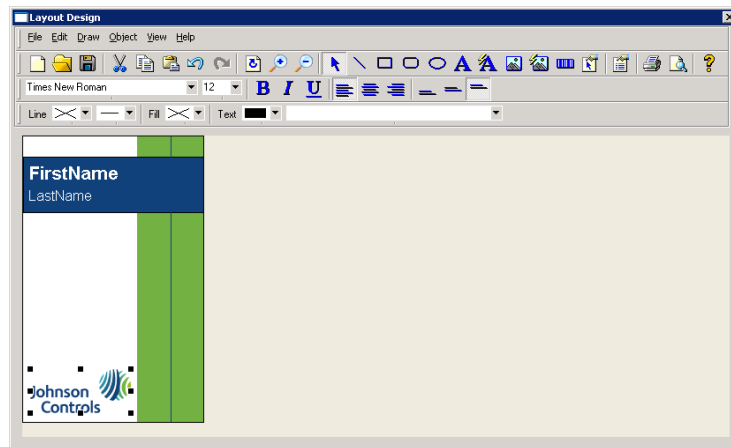 Layout Design
File Edit Draw Object View Help
Times New Roman 12 B I U
Line Fill Text
FirstName
LastName
Johnson
Controls